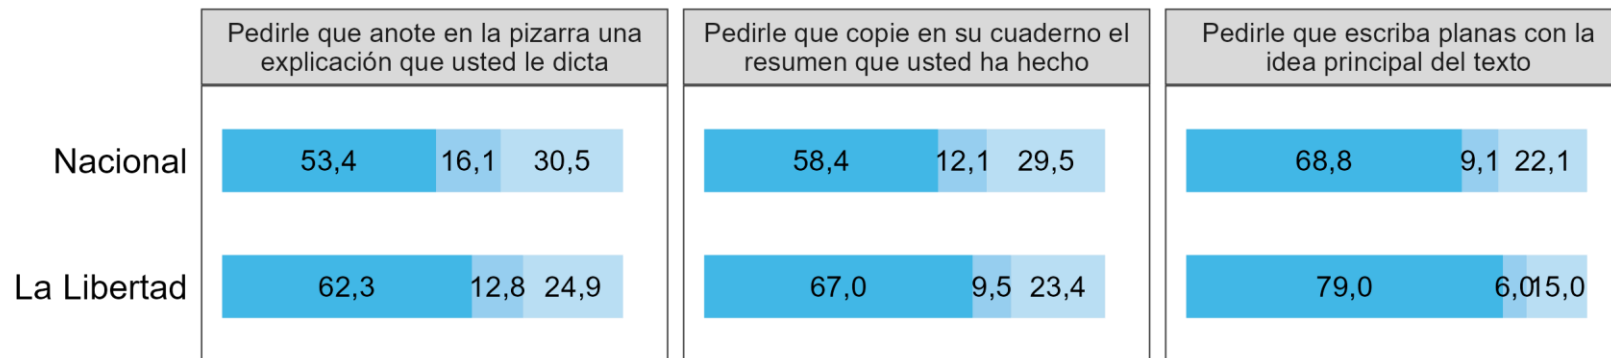 Pedirle que anote en la pizarra una
explicación que usted le dicta
Pedirle que copie en su cuaderno el
resumen que usted ha hecho
Pedirle que escriba planas con la
idea principal del texto
Nacional
53,4 16,1 30,5
58,4 12,1 29,5
68,8 9,1 22,1
La Libertad
62,3 12,8 24,9
67,0 9,5 23,4
79,0 6,0 15,0